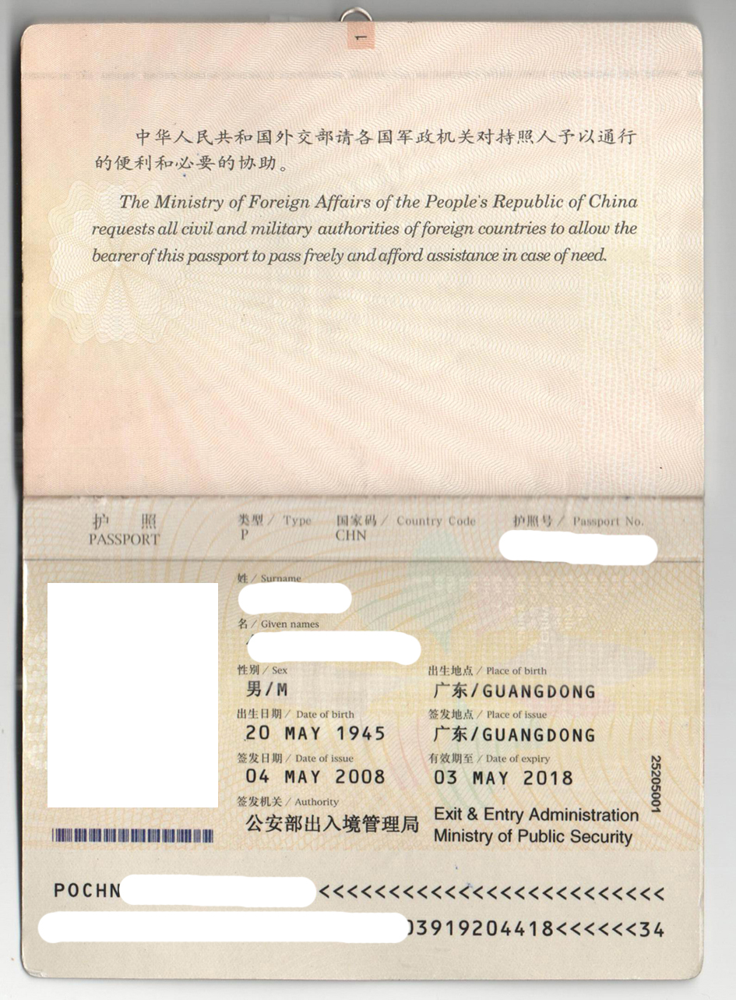 1
中华人民共和国外交部请各国军政机关对持照人予以通行
的便利和必要的协助。
The Ministry of Foreign Affairs of the People's Republic of China
requests all civil and military authorities of foreign countries to allow the
bearer of this passport to pass freely and afford assistance in case of need.
护 照 类型 / Type 国家码 / Country Code 护照号 / Passport No.
PASSPORT P CHN
姓 / Surname
名 / Given names
性别 / Sex 出生地点 / Place of birth
男/M 广东/GUANGDONG
出生日期 / Date of birth 签发地点 / Place of issue
20 MAY 1945 广东/GUANGDONG
签发日期 / Date of issue 有效期至 / Date of expiry
04 MAY 2008 03 MAY 2018
25205001
签发机关 / Authority
公安部出入境管理局 Exit & Entry Administration
Ministry of Public Security
POCHN <<<<<<<<<<<<<<<<<<<<<<<<<<
03919204418<<<<<<34